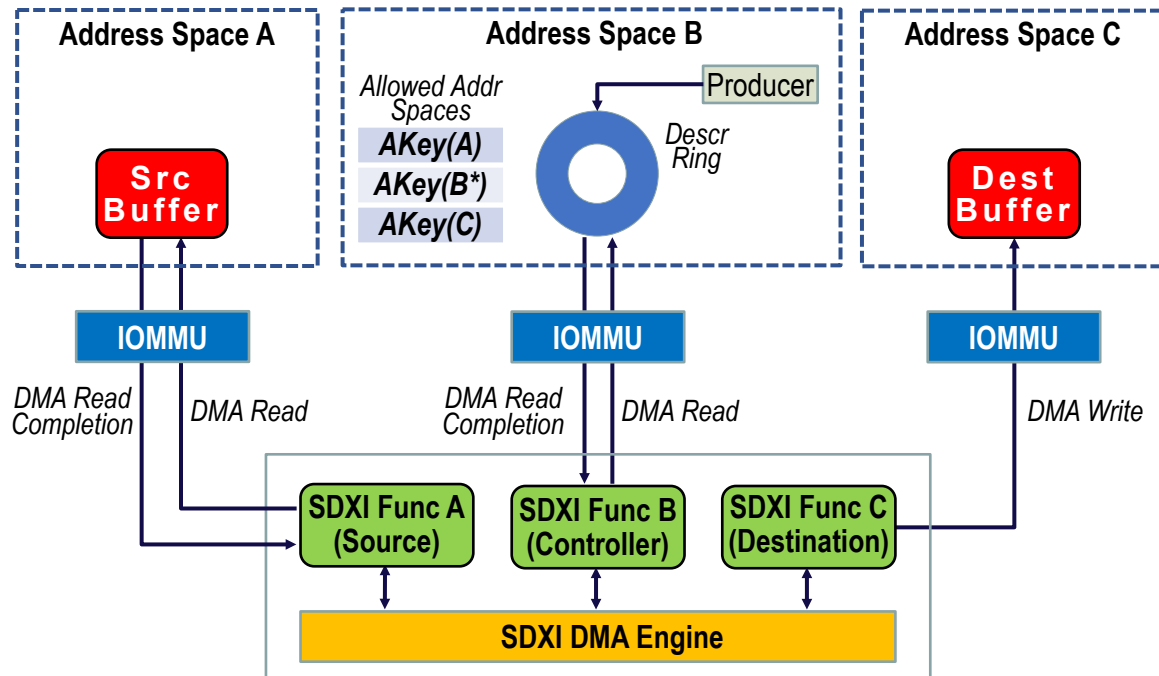 Address Space A
Address Space B
Address Space C
Allowed Addr
Spaces
AKey(A)
AKey(B*)
AKey(C)
Producer
Descr
Ring
Src
Buffer
Dest
Buffer
IOMMU
IOMMU
IOMMU
DMA Read
Completion
DMA Read
DMA Read
Completion
DMA Read
DMA Write
SDXI Func A
(Source)
SDXI Func B
(Controller)
SDXI Func C
(Destination)
SDXI DMA Engine